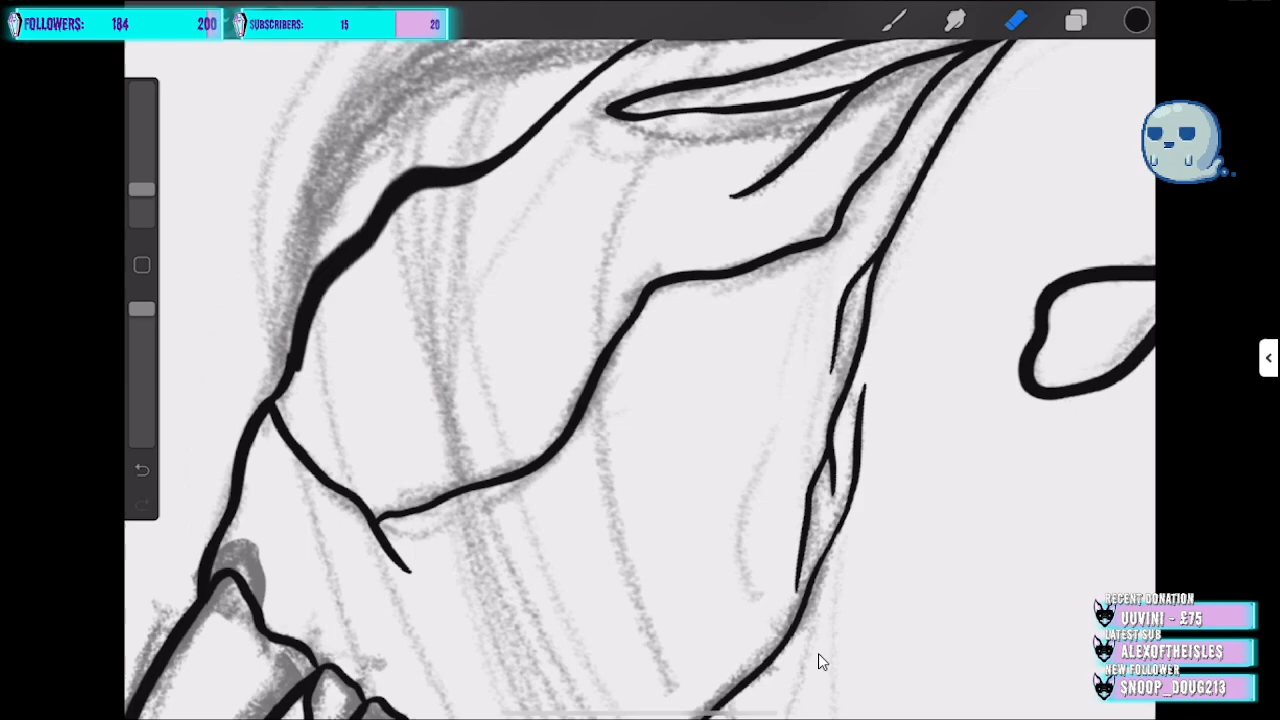 FOLLOWERS: 184 200
SUBSCRIBERS: 15 20
RECENT DONATION
UUVINI - £75
LATEST SUB
ALEXOFTHEISLES
NEW FOLLOWER
SNOOP_DOUG213